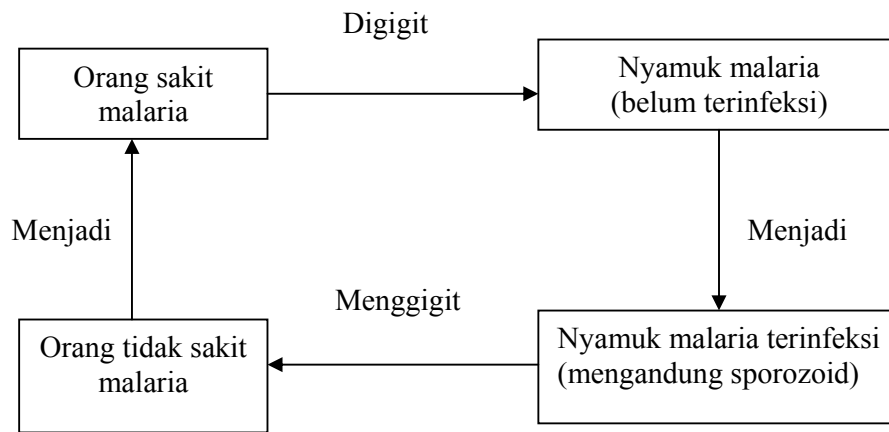 Digigit
Orang sakit
malaria
Nyamuk malaria
(belum terinfeksi)
Menjadi
Menjadi
Menggigit
Orang tidak sakit
malaria
Nyamuk malaria terinfeksi
(mengandung sporozoid)